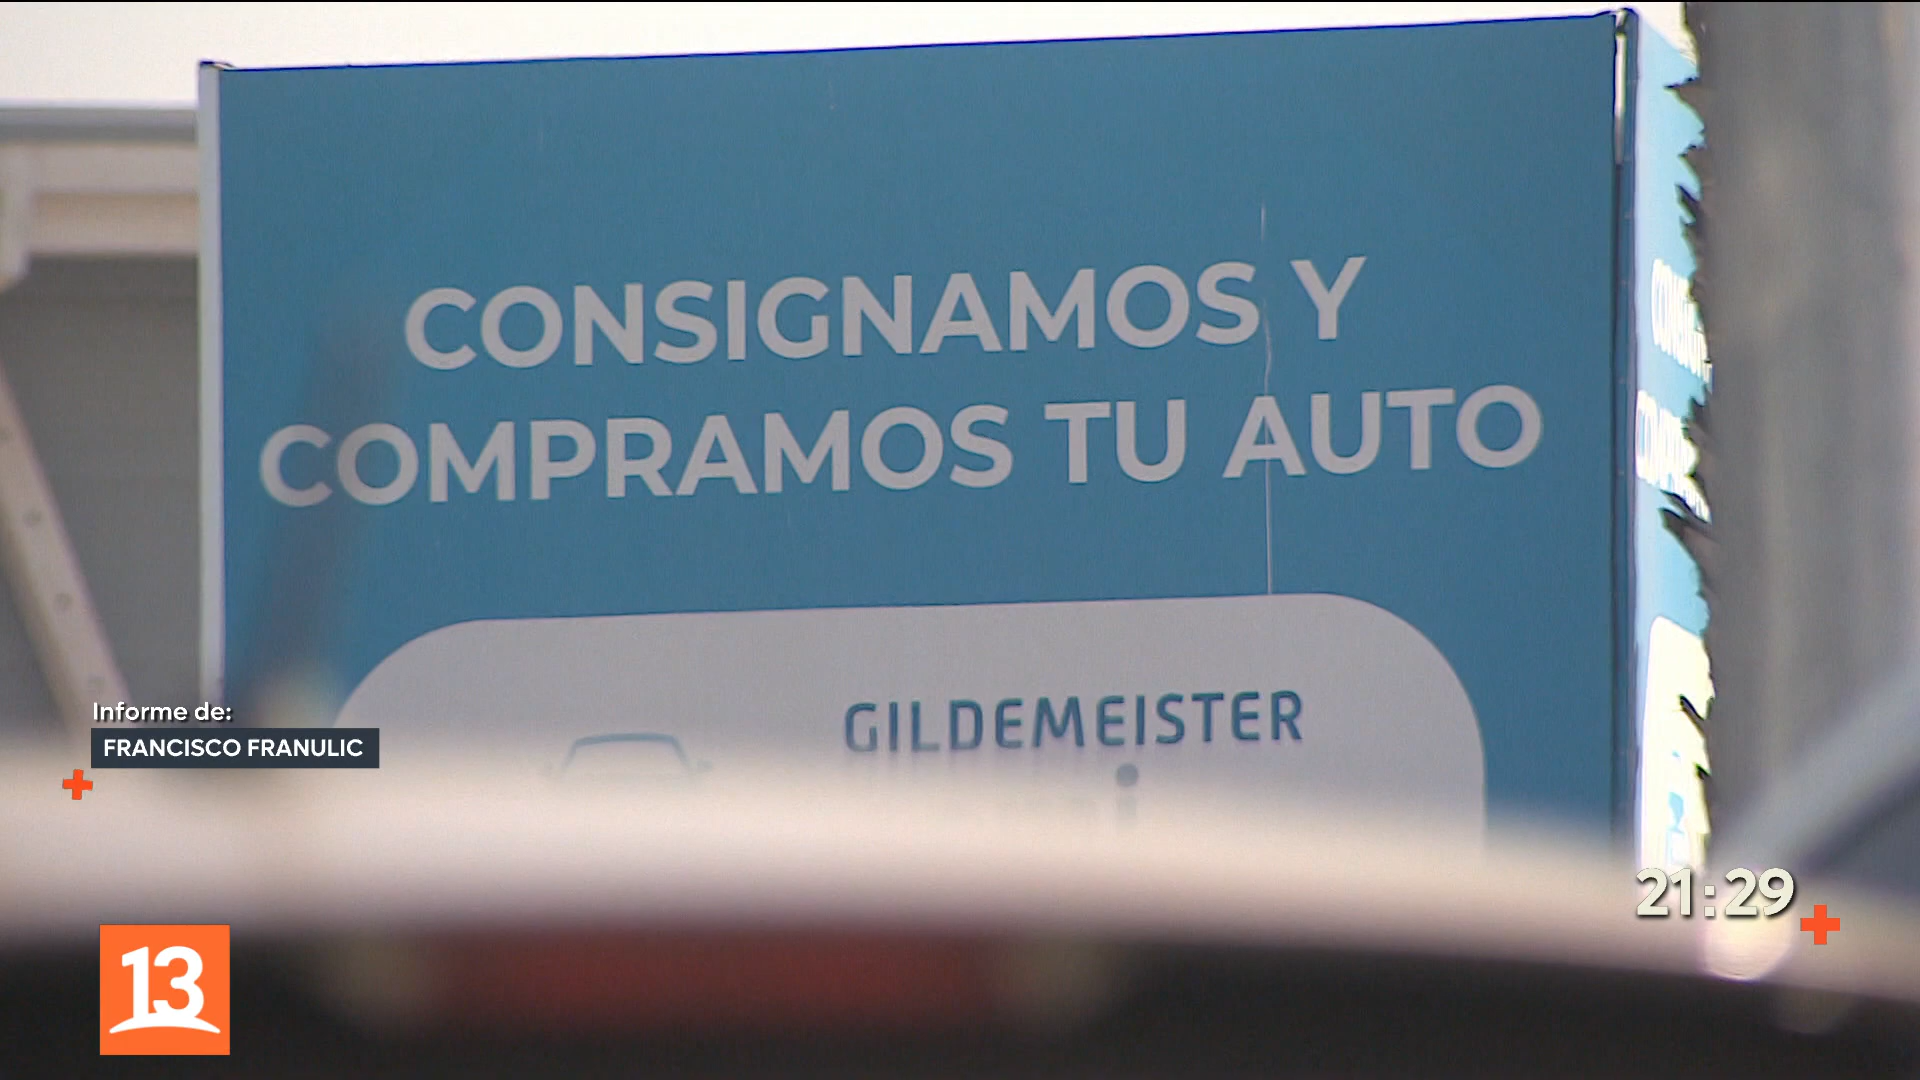 CONSIGNAMOS Y
COMPRAMOS TU AUTO
GILDEMEISTER
Informe de:
FRANCISCO FRANULIC
21:29
13